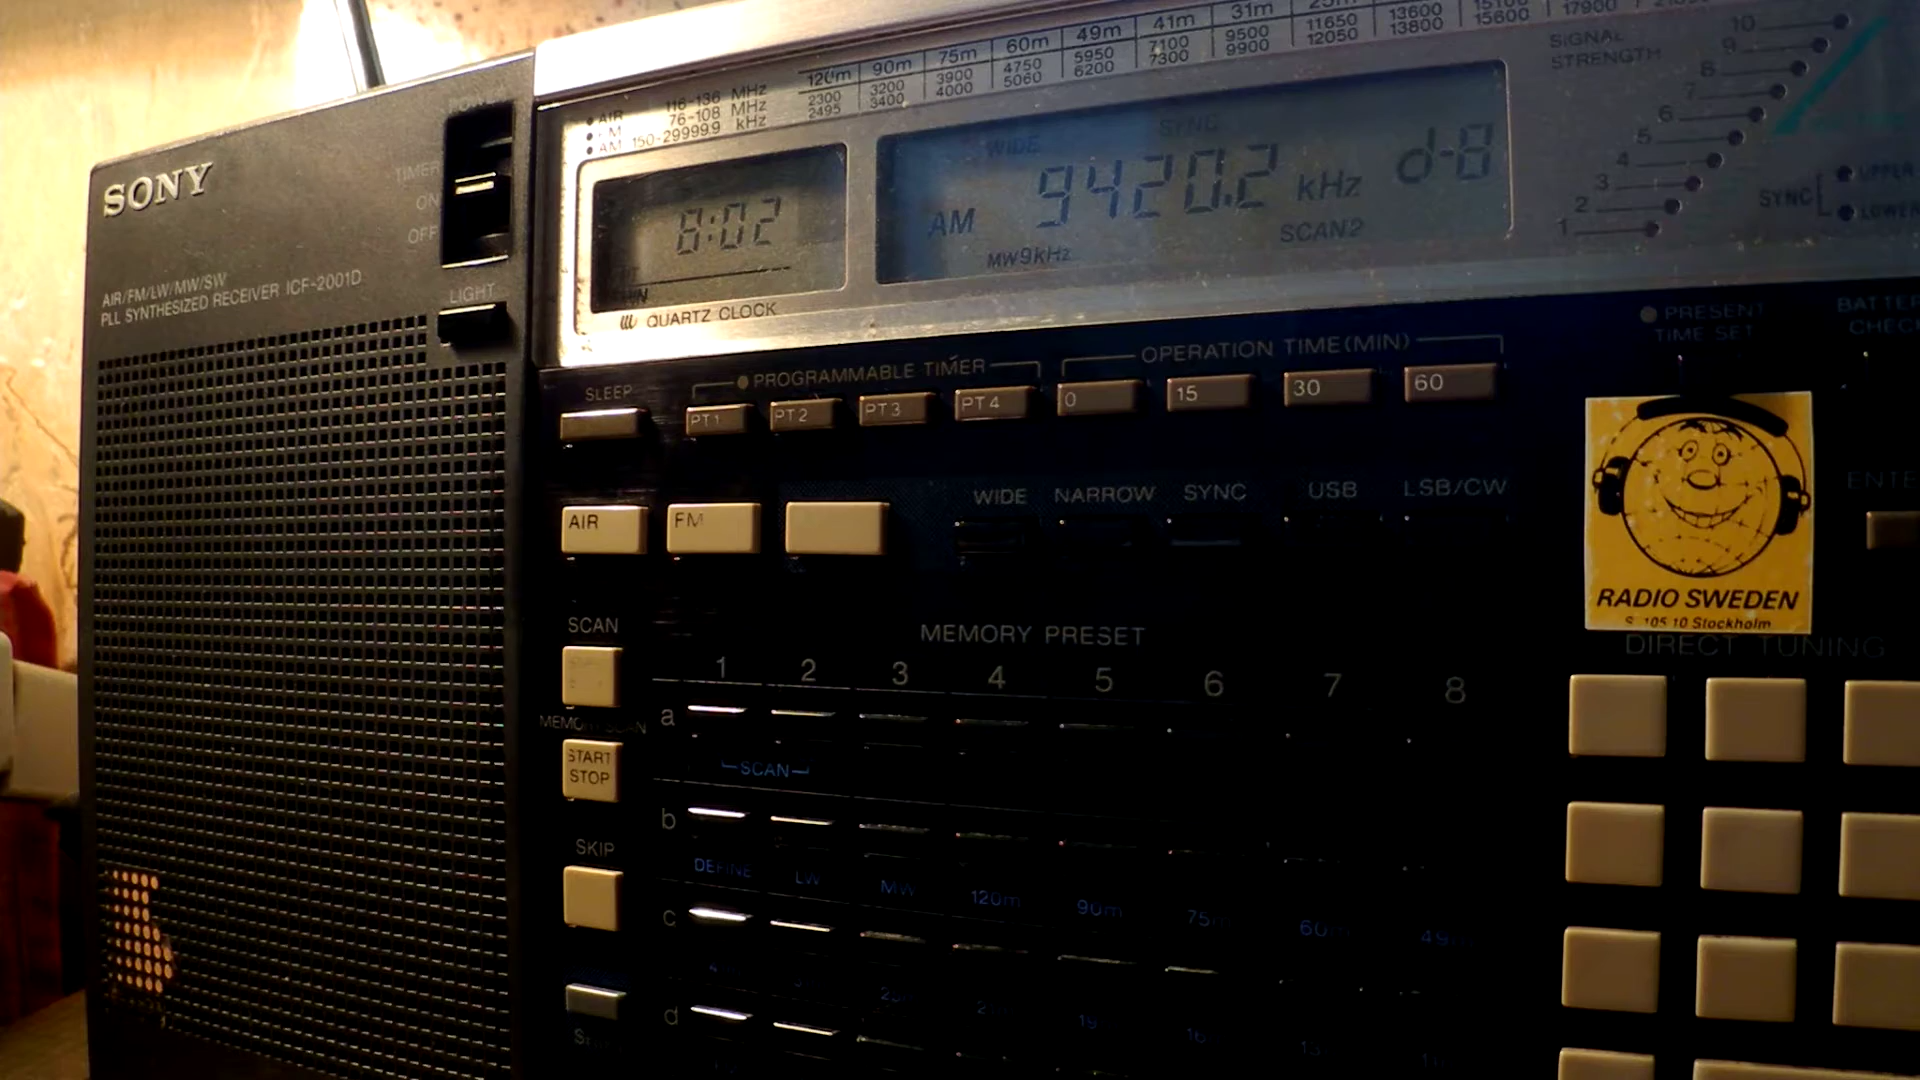 SONY
AIR/FM/LW/MW/SW
PLL SYNTHESIZED RECEIVER ICF-2001D
TIMER
ON
OFF
LIGHT
AIR 116-136 MHz
FM 76-108 MHz
AM 150-29999.9 kHz
120m 90m 75m 60m 49m 41m 31m 25m
2300 3200 3900 4750 5950 7100 9500 11650 13600 15100 17900
2495 3400 4000 5060 6200 7300 9900 12050 13800 15600
8:02
QUARTZ CLOCK
WIDE SYNC
AM 9420.2 kHz d-8
MW9kHz SCAN2
SIGNAL
STRENGTH
10
9
8
7
6
5
4
3
2
1
SYNC UPPER
LOWER
PRESENT
TIME SET
SLEEP
PROGRAMMABLE TIMER
OPERATION TIME(MIN)
PT1 PT2 PT3 PT4 0 15 30 60
AIR FM
WIDE NARROW SYNC USB LSB/CW
RADIO SWEDEN
S-105 10 Stockholm
DIRECT TUNING
SCAN
MEMORY SCAN
START
STOP
SKIP
MEMORY PRESET
1 2 3 4 5 6 7 8
a
SCAN
b
DEFINE LW MW 120m 90m 75m 60m 49m
c
d